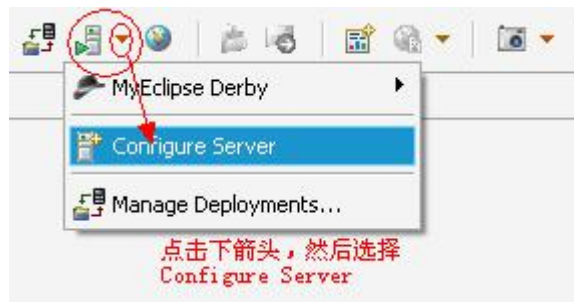 MyEclipse Derby
Configure Server
Manage Deployments...
点击下箭头，然后选择
Configure Server